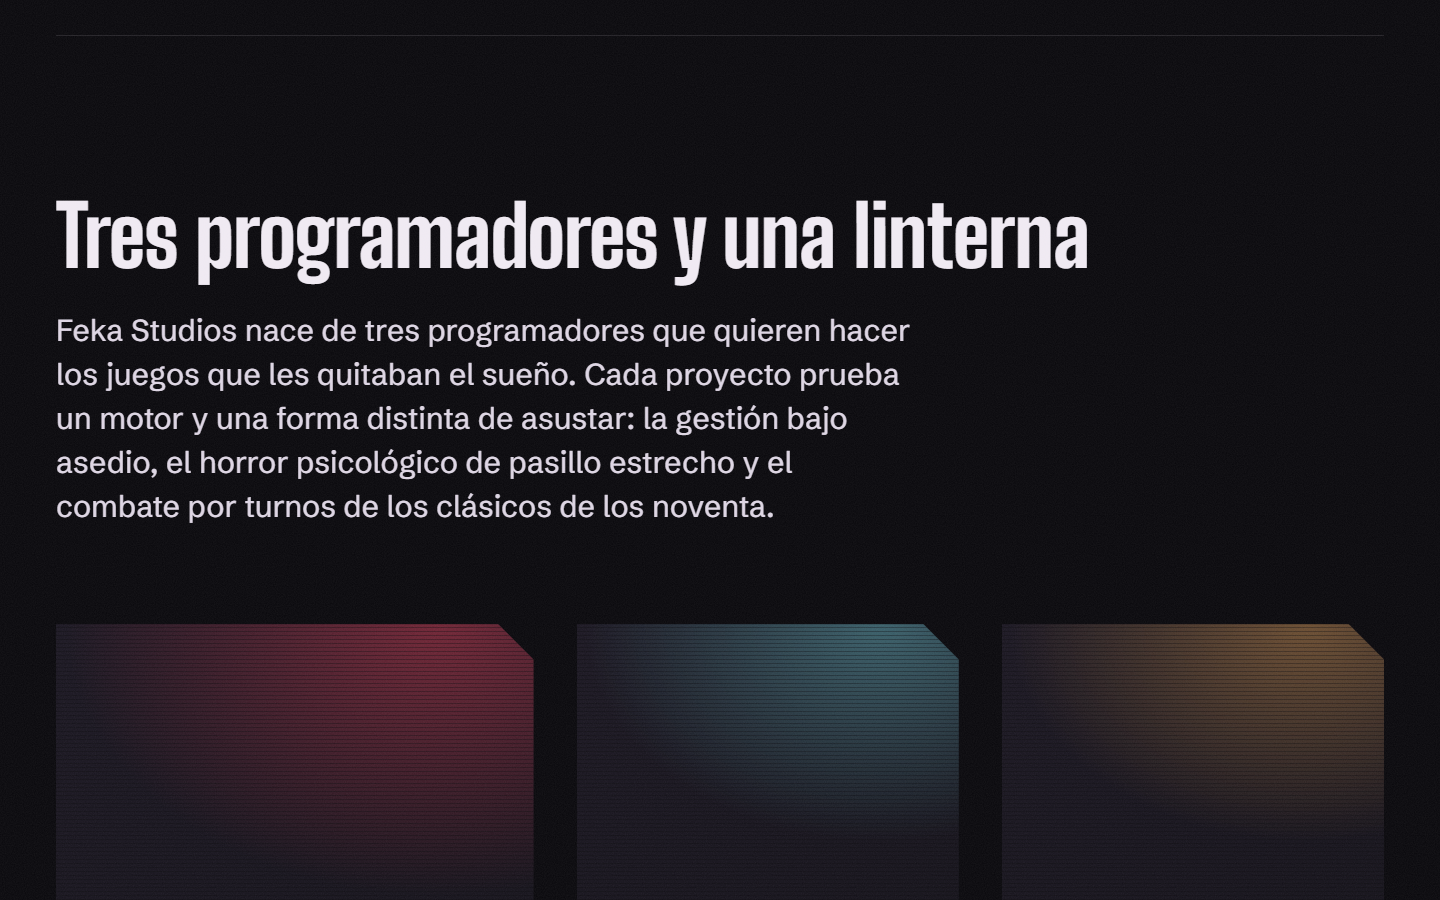 Tres programadores y una linterna
Feka Studios nace de tres programadores que quieren hacer
los juegos que les quitaban el sueño. Cada proyecto prueba
un motor y una forma distinta de asustar: la gestión bajo
asedio, el horror psicológico de pasillo estrecho y el
combate por turnos de los clásicos de los noventa.